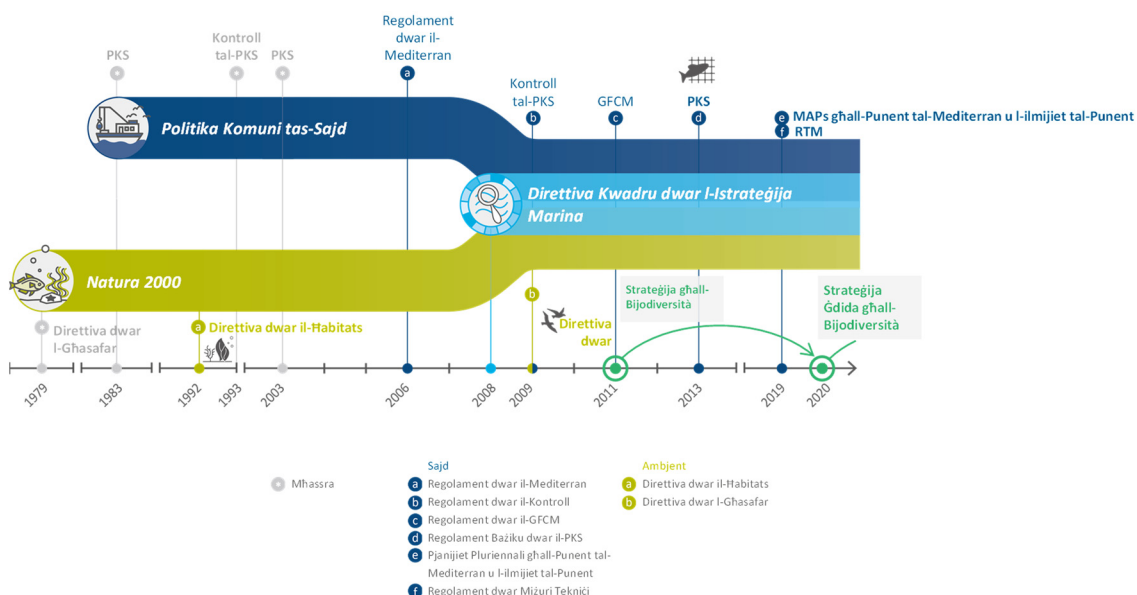 Regolament
dwar il-
Mediterran
Kontroll
tal-PKS
PKS
PKS
Kontroll
tal-PKS
GFCM
PKS
a
b
c
d
e MAPs għall-Punent tal-Mediterran u l-ilmijiet tal-Punent
f RTM
Politika Komuni tas-Sajd
Direttiva Kwadru dwar l-Istrateġija
Marina
Natura 2000
Strateġija għall-
Bijodiversità
Strateġija
Ġdida għall-
Bijodiversità
b
Direttiva
dwar
Direttiva dwar
l-Għasafar
a Direttiva dwar il-Ħabitats
1979
1983
1992
1993
2003
2006
2008
2009
2011
2013
2019
2020
Mħassra
Sajd
a Regolament dwar il-Mediterran
b Regolament dwar il-Kontroll
c Regolament dwar il-GFCM
d Regolament Bażiku dwar il-PKS
e Pjanijiet Pluriennali għall-Punent tal-
Mediterran u l-ilmijiet tal-Punent
f Regolament dwar Miżuri Tekniċi
Ambjent
a Direttiva dwar il-Ħabitats
b Direttiva dwar l-Għasafar